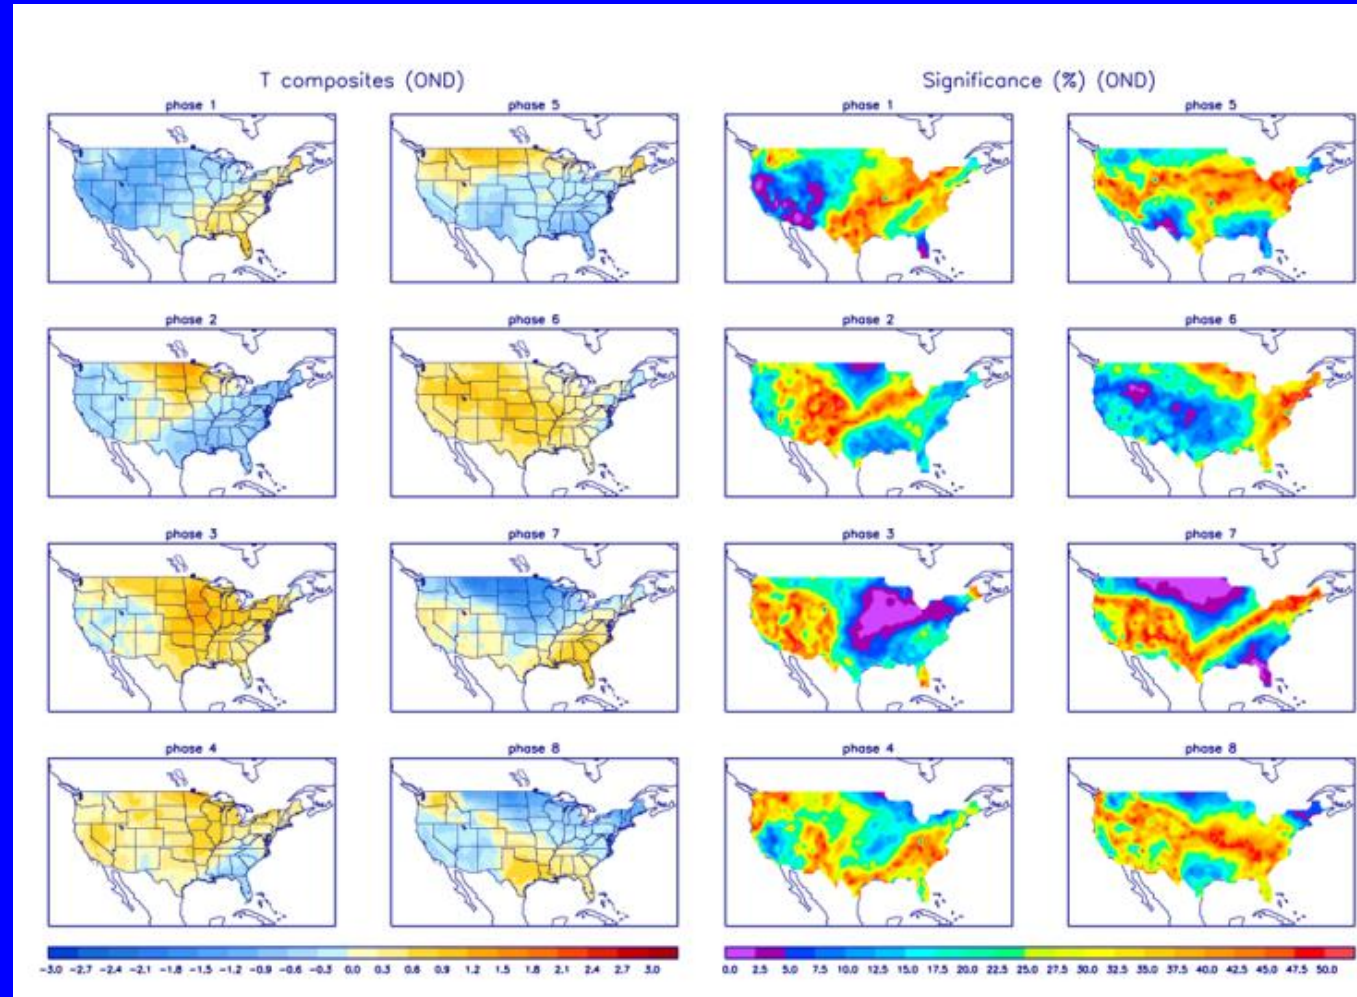 T composites (OND)
Significance (%) (OND)
phase 1
phase 5
phase 1
phase 5
phase 2
phase 6
phase 2
phase 6
phase 3
phase 7
phase 3
phase 7
phase 4
phase 8
phase 4
phase 8
-3.0 -2.7 -2.4 -2.1 -1.8 -1.5 -1.2 -0.9 -0.6 -0.3 0.0 0.3 0.6 0.9 1.2 1.5 1.8 2.1 2.4 2.7 3.0
0.0 2.5 5.0 7.5 10.0 12.5 15.0 17.5 20.0 22.5 25.0 27.5 30.0 32.5 35.0 37.5 40.0 42.5 45.0 47.5 50.0